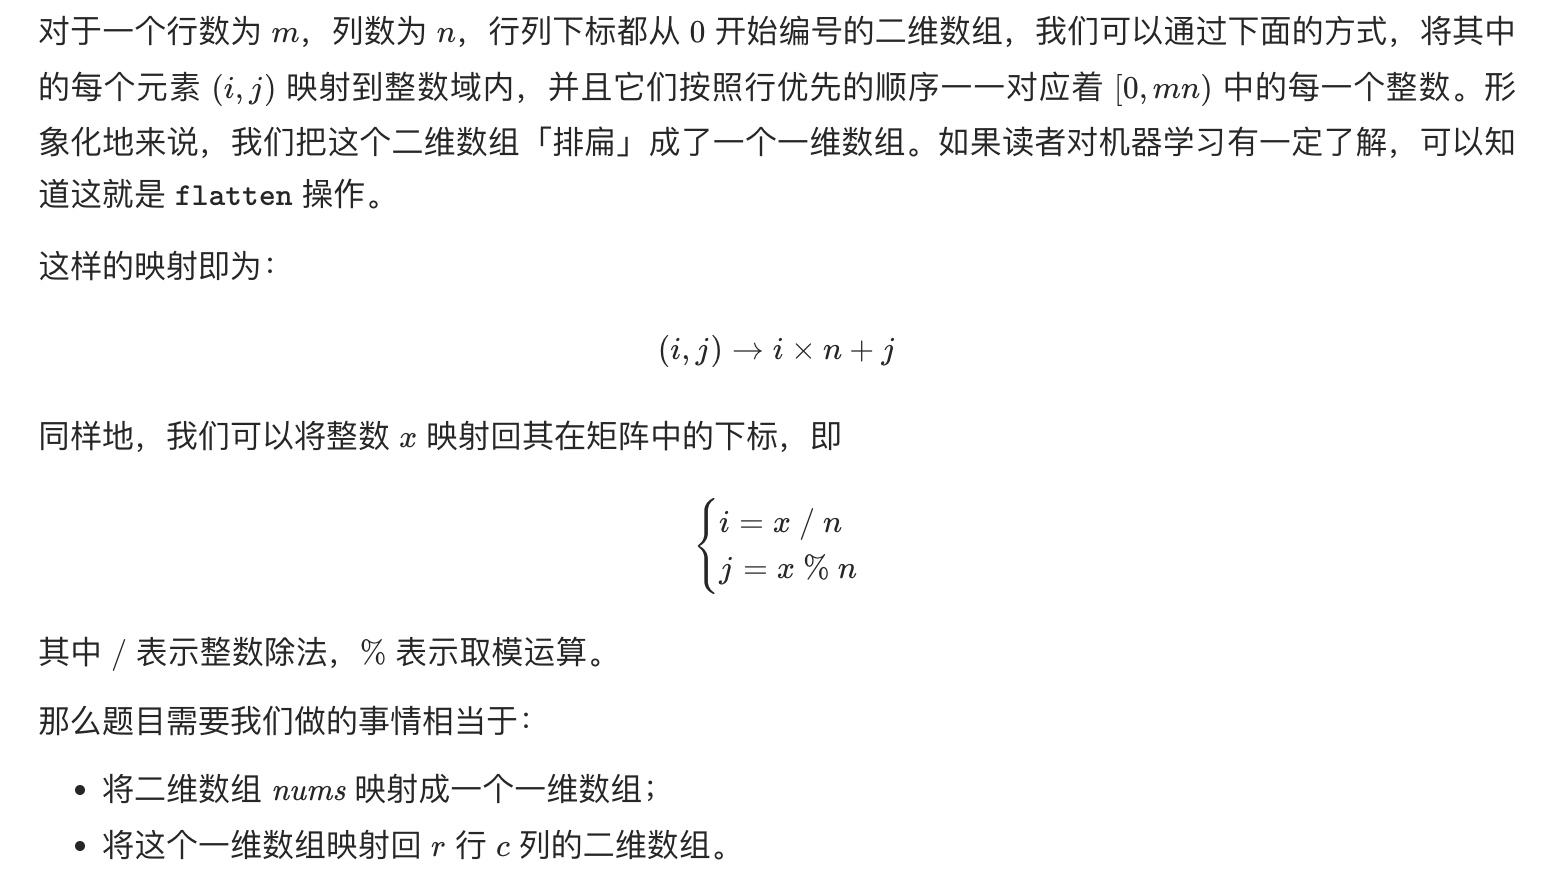 对于一个行数为 m，列数为 n，行列下标都从 0 开始编号的二维数组，我们可以通过下面的方式，将其中
的每个元素 (i, j) 映射到整数域内，并且它们按照行优先的顺序一一对应着 [0, mn) 中的每一个整数。形
象化地来说，我们把这个二维数组「排扁」成了一个一维数组。如果读者对机器学习有一定了解，可以知
道这就是 flatten 操作。
这样的映射即为：
(i, j) → i × n + j
同样地，我们可以将整数 x 映射回其在矩阵中的下标，即
{ i = x / n
j = x % n
其中 / 表示整数除法，% 表示取模运算。
那么题目需要我们做的事情相当于：
• 将二维数组 nums 映射成一个一维数组；
• 将这个一维数组映射回 r 行 c 列的二维数组。